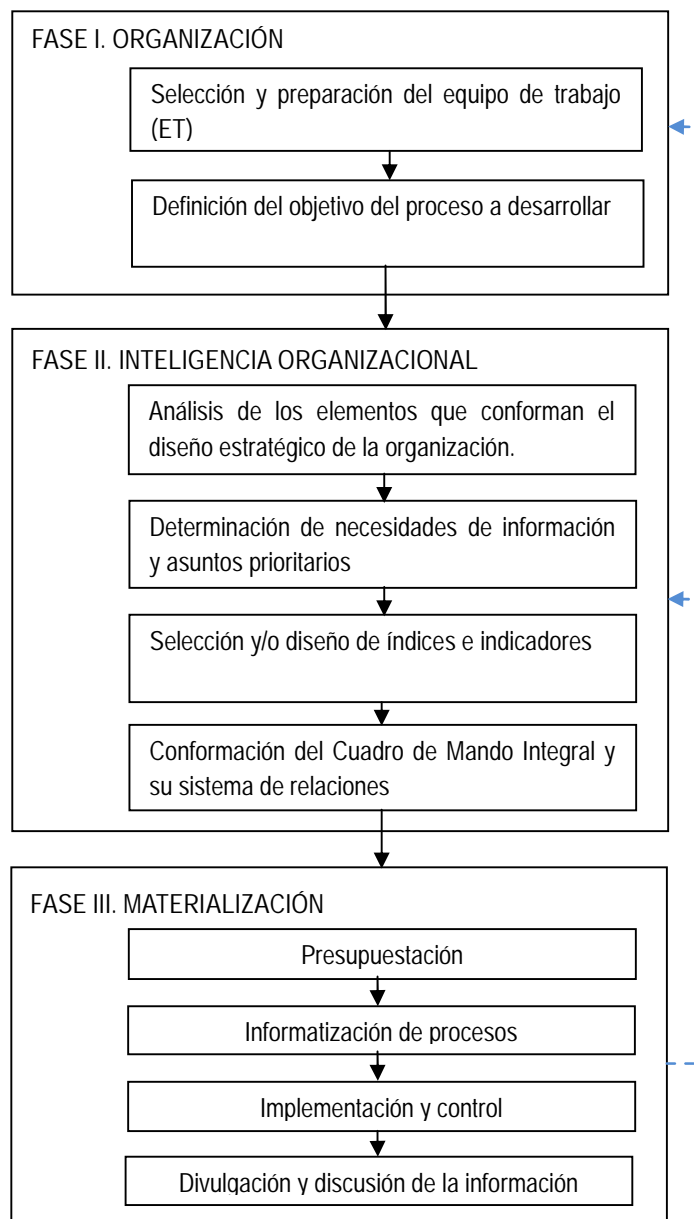 FASE I. ORGANIZACIÓN
Selección y preparación del equipo de trabajo
(ET)
Definición del objetivo del proceso a desarrollar
FASE II. INTELIGENCIA ORGANIZACIONAL
Análisis de los elementos que conforman el
diseño estratégico de la organización.
Determinación de necesidades de información
y asuntos prioritarios
Selección y/o diseño de índices e indicadores
Conformación del Cuadro de Mando Integral y
su sistema de relaciones
FASE III. MATERIALIZACIÓN
Presupuestación
Informatización de procesos
Implementación y control
Divulgación y discusión de la información